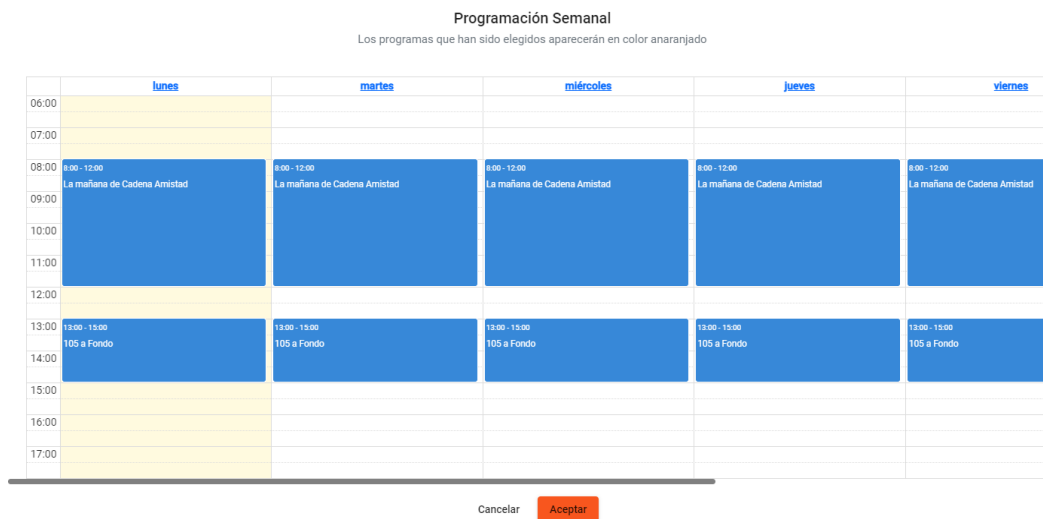 Programación Semanal
Los programas que han sido elegidos aparecerán en color anaranjado
lunes martes miércoles jueves viernes
06:00
07:00
08:00 8:00 - 12:00 8:00 - 12:00 8:00 - 12:00 8:00 - 12:00 8:00 - 12:00
La mañana de Cadena Amistad La mañana de Cadena Amistad La mañana de Cadena Amistad La mañana de Cadena Amistad La mañana de Cadena Amistad
09:00
10:00
11:00
12:00
13:00 13:00 - 15:00 13:00 - 15:00 13:00 - 15:00 13:00 - 15:00 13:00 - 15:00
105 a Fondo 105 a Fondo 105 a Fondo 105 a Fondo 105 a Fondo
14:00
15:00
16:00
17:00
Cancelar Aceptar